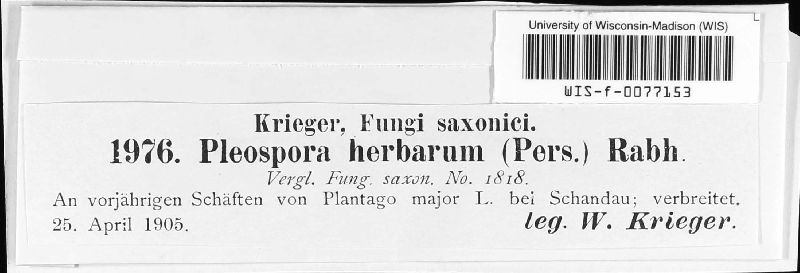 University of Wisconsin-Madison (WIS)
WIS-f-0077153
Krieger, Fungi saxonici.
1976. Pleospora herbarum (Pers.) Rabh.
Vergl. Fung. saxon. No. 1818.
An vorjährigen Schäften von Plantago major L. bei Schandau; verbreitet.
25. April 1905.
leg. W. Krieger.